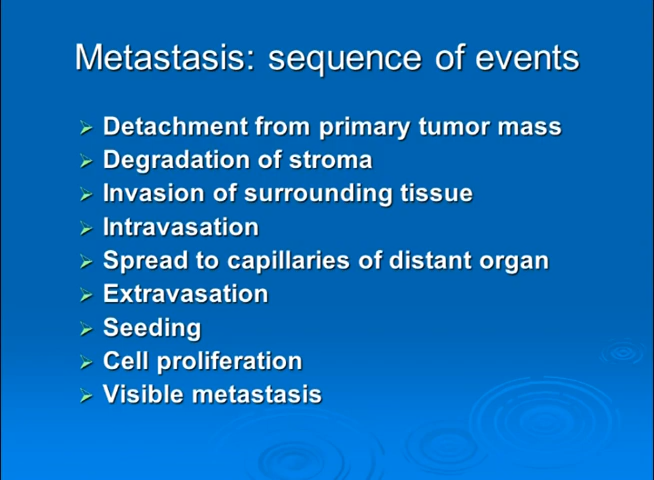 Metastasis: sequence of events
Detachment from primary tumor mass
Degradation of stroma
Invasion of surrounding tissue
Intravasation
Spread to capillaries of distant organ
Extravasation
Seeding
Cell proliferation
Visible metastasis